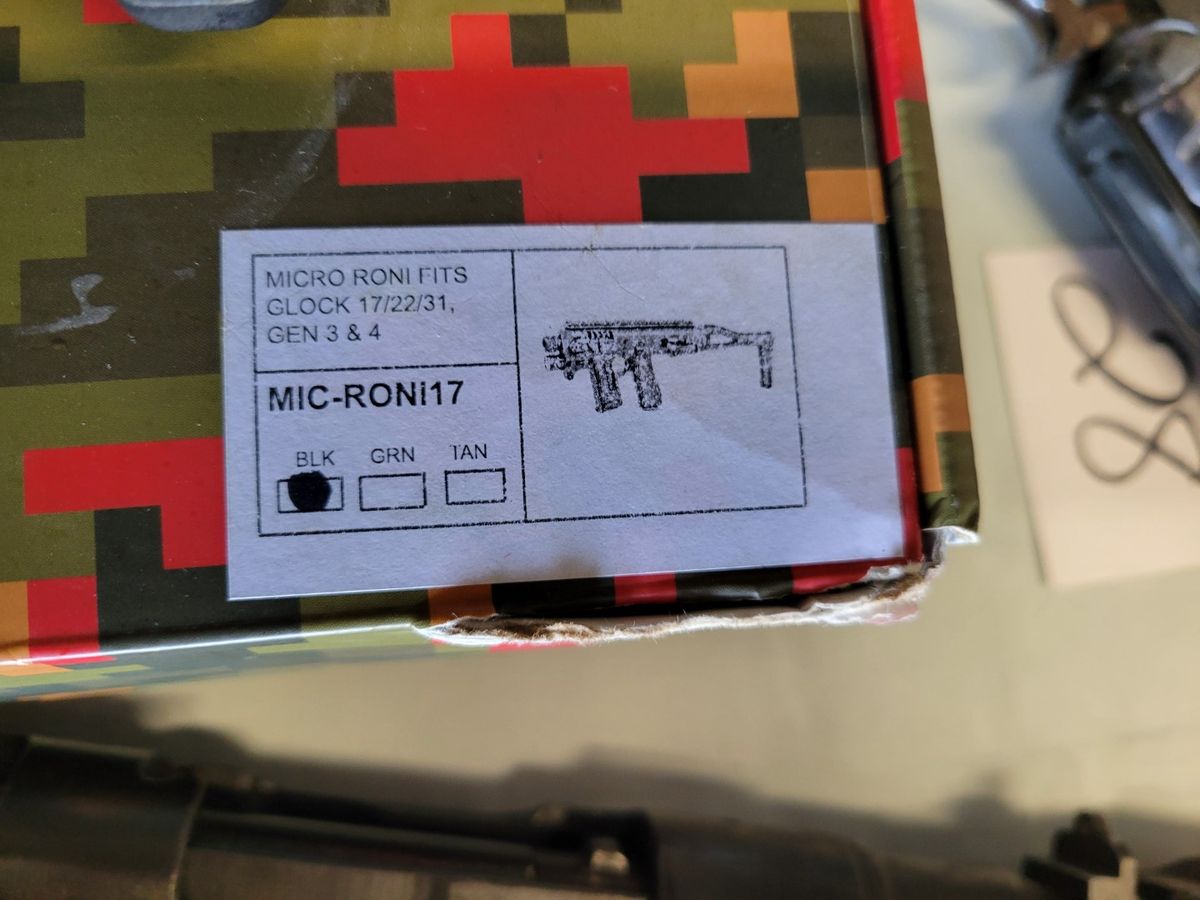 MICRO RONI FITS
GLOCK 17/22/31,
GEN 3 & 4
MIC-RONi17
BLK GRN TAN